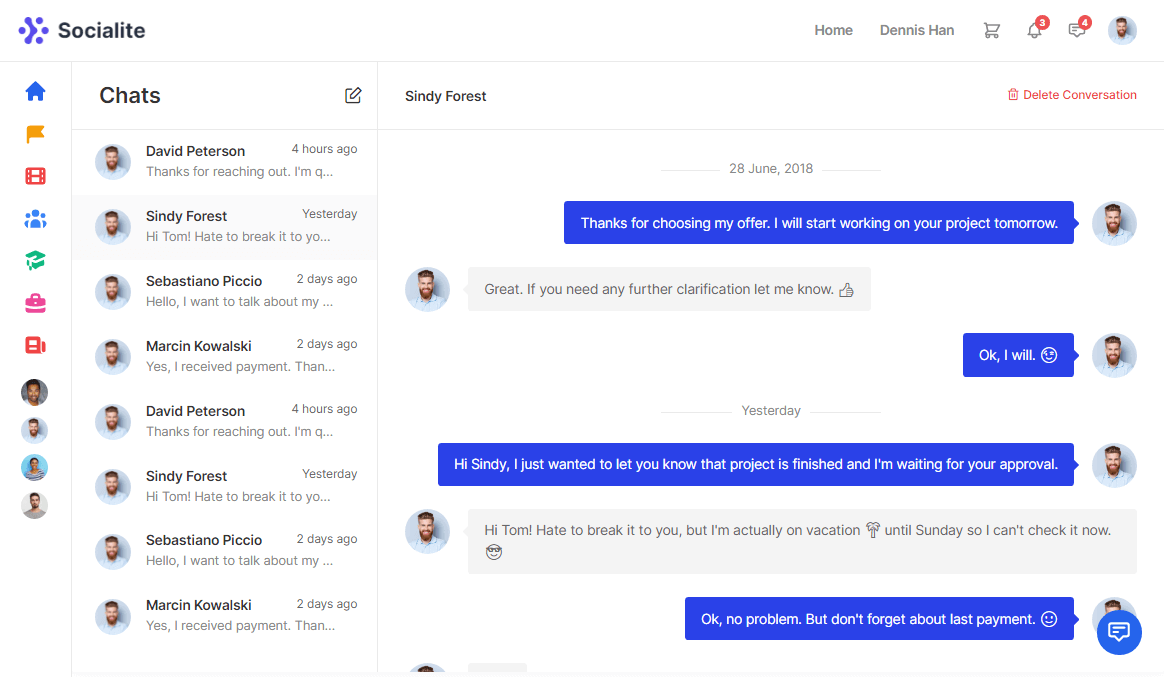 Socialite
Home
Dennis Han
3
4
Chats
Sindy Forest
Delete Conversation
David Peterson
4 hours ago
Thanks for reaching out. I'm q...
Sindy Forest
Yesterday
Hi Tom! Hate to break it to yo...
Sebastiano Piccio
2 days ago
Hello, I want to talk about my ...
Marcin Kowalski
2 days ago
Yes, I received payment. Than...
David Peterson
4 hours ago
Thanks for reaching out. I'm q...
Sindy Forest
Yesterday
Hi Tom! Hate to break it to yo...
Sebastiano Piccio
2 days ago
Hello, I want to talk about my ...
Marcin Kowalski
2 days ago
Yes, I received payment. Than...
28 June, 2018
Thanks for choosing my offer. I will start working on your project tomorrow.
Great. If you need any further clarification let me know. 👍
Ok, I will. 😉
Yesterday
Hi Sindy, I just wanted to let you know that project is finished and I'm waiting for your approval.
Hi Tom! Hate to break it to you, but I'm actually on vacation 🌴 until Sunday so I can't check it now.
😎
Ok, no problem. But don't forget about last payment. 🙂